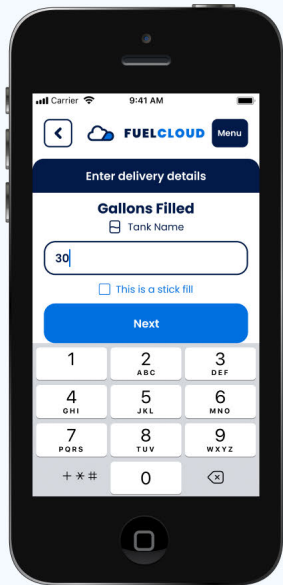 Carrier 9:41 AM
FUELCLOUD Menu
Enter delivery details
Gallons Filled
Tank Name
30
This is a stick fill
Next
1 2 3
ABC DEF
4 5 6
GHI JKL MNO
7 8 9
PQRS TUV WXYZ
+ * # 0